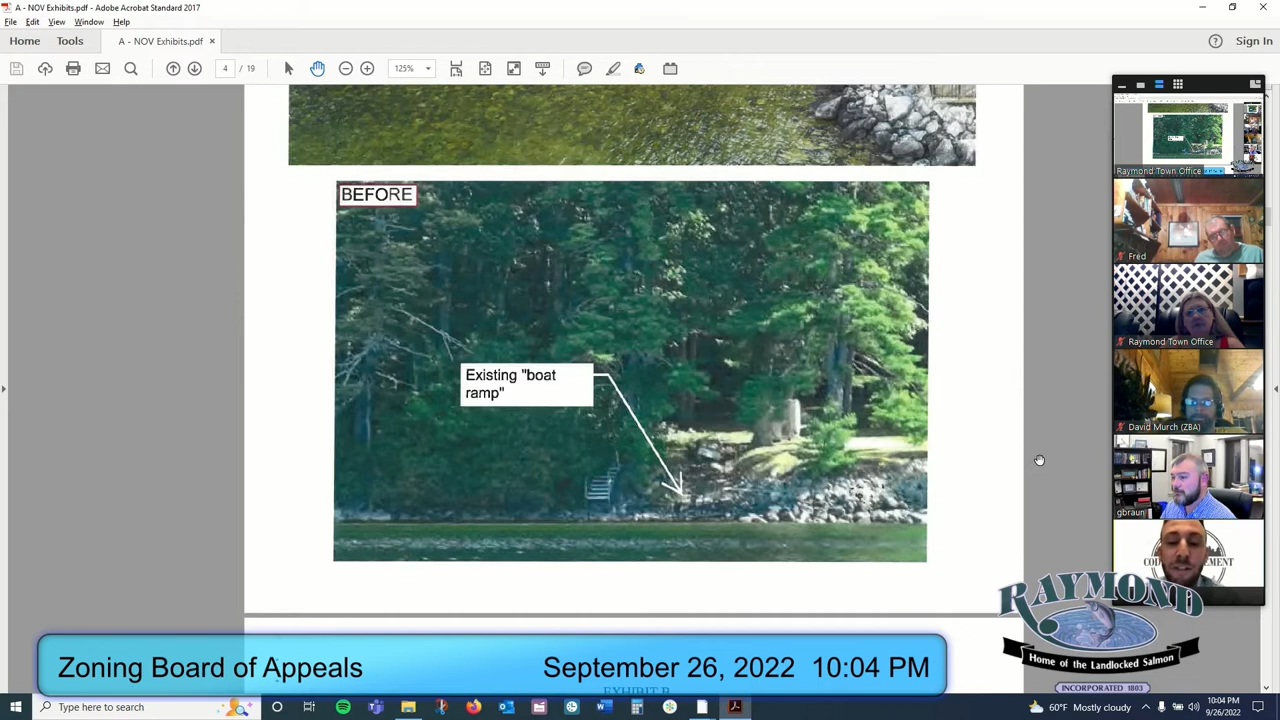 A - NOV Exhibits.pdf - Adobe Acrobat Standard 2017
File Edit View Window Help
Home Tools A - NOV Exhibits.pdf × Sign In
4 / 19 125%
BEFORE
Existing "boat
ramp"
Raymond Town Office
Fred
Raymond Town Office
David Murch (ZBA)
gbraun
RAYMOND
Home of the Landlocked Salmon
INCORPORATED 1803
Zoning Board of Appeals September 26, 2022 10:04 PM
EXHIBIT B
Type here to search
60°F Mostly cloudy
10:04 PM
9/26/2022